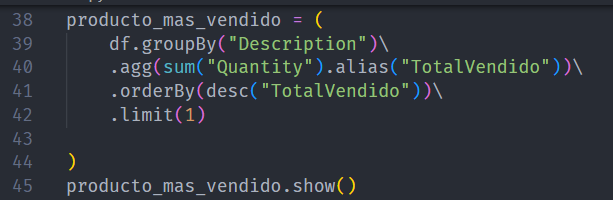 38 producto_mas_vendido = (
39     df.groupBy("Description")\
40     .agg(sum("Quantity").alias("TotalVendido"))\
41     .orderBy(desc("TotalVendido"))\
42     .limit(1)
43
44 )
45 producto_mas_vendido.show()